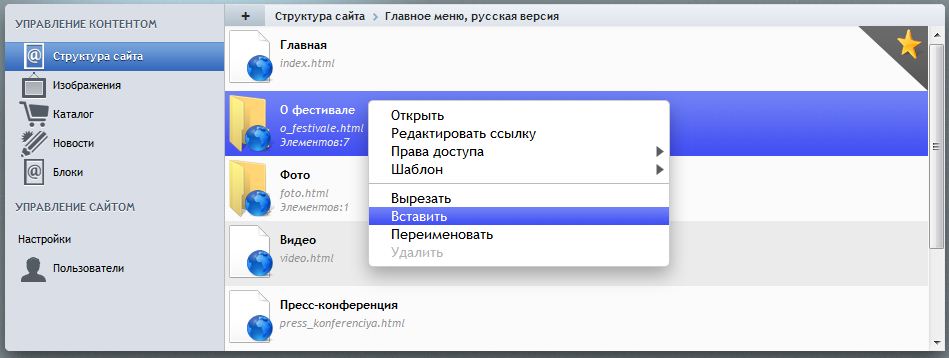 УПРАВЛЕНИЕ КОНТЕНТОМ
Структура сайта
Изображения
Каталог
Новости
Блоки
УПРАВЛЕНИЕ САЙТОМ
Настройки
Пользователи
+ Структура сайта > Главное меню, русская версия
Главная
index.html
О фестивале
o_festivale.html
Элементов:7
Фото
foto.html
Элементов:1
Видео
video.html
Пресс-конференция
press_konferenciya.html
Открыть
Редактировать ссылку
Права доступа
Шаблон
Вырезать
Вставить
Переименовать
Удалить